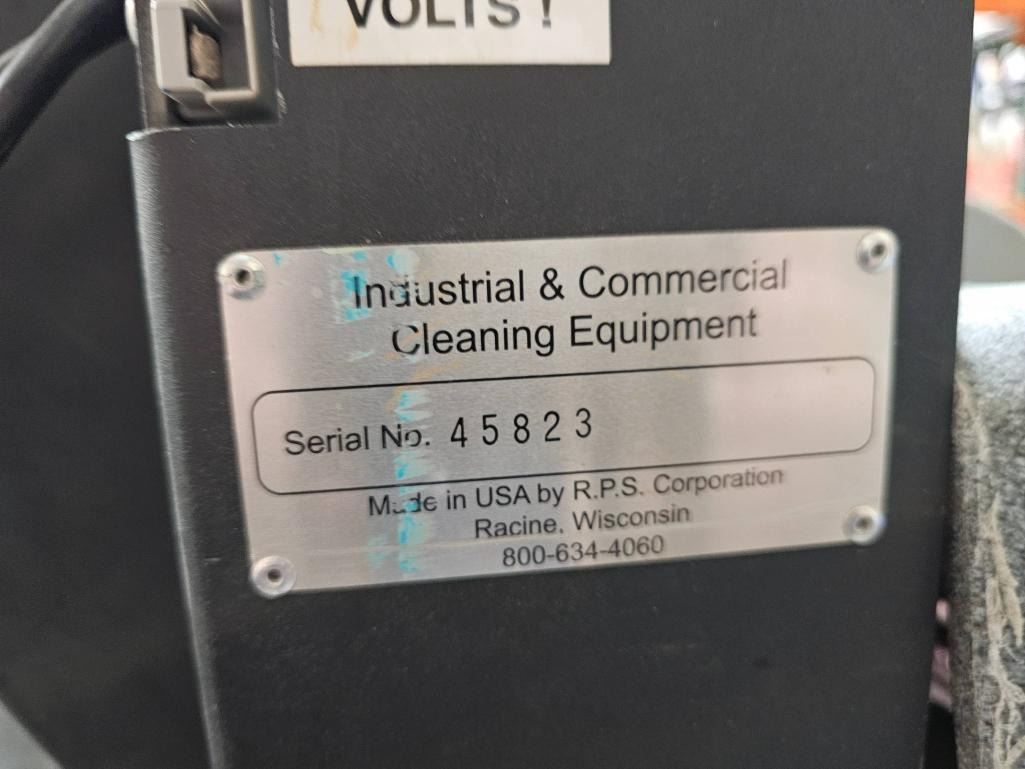 VOLTS!
Industrial & Commercial
Cleaning Equipment
Serial No. 45823
Made in USA by R.P.S. Corporation
Racine, Wisconsin
800-634-4060